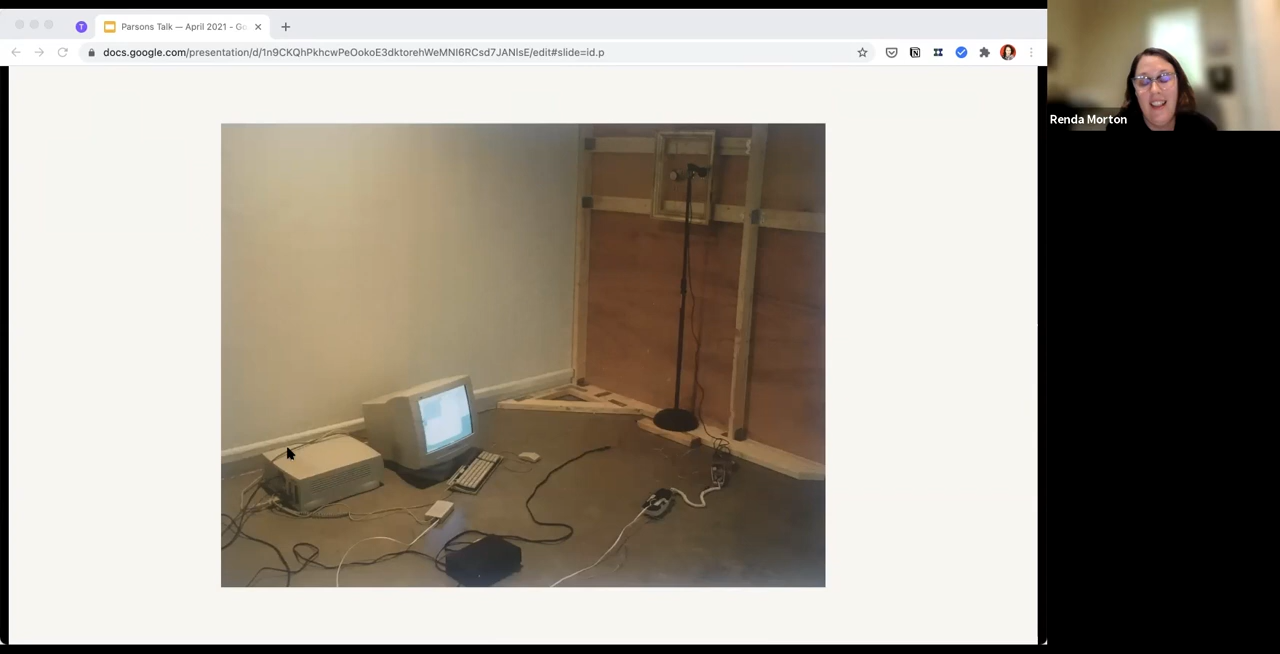 T
Parsons Talk — April 2021 - Go
docs.google.com/presentation/d/1n9CKQhPkhcwPeOokoE3dktorehWeMNI6RCsd7JANlsE/edit#slide=id.p
Renda Morton